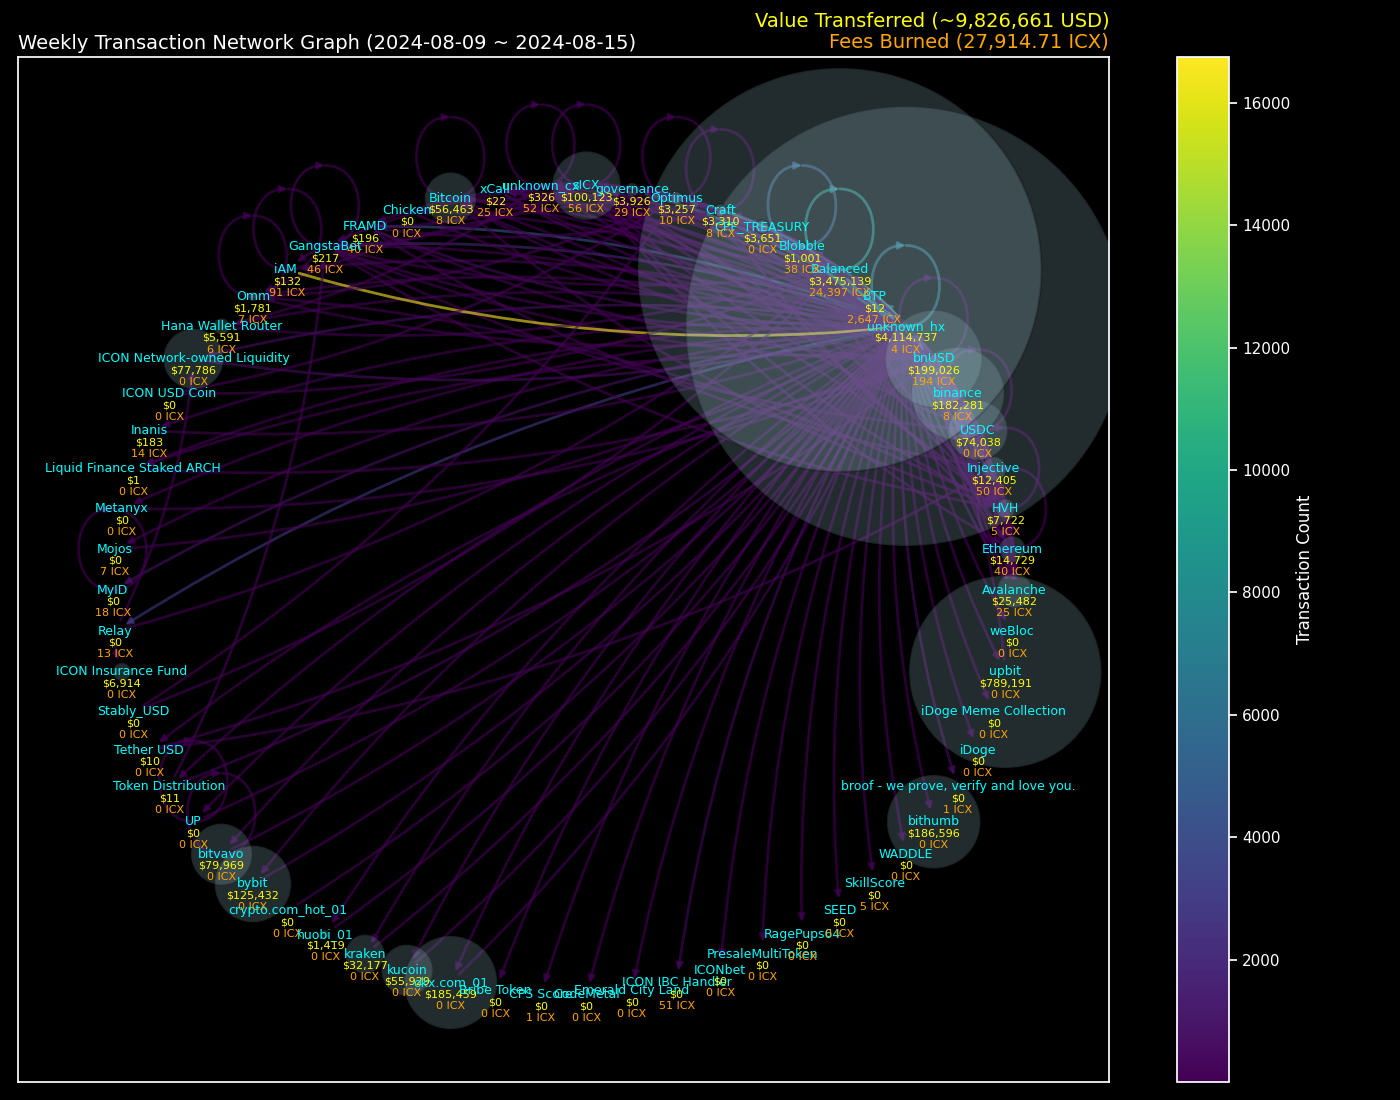 Value Transferred (~9,826,661 USD)
Weekly Transaction Network Graph (2024-08-09 ~ 2024-08-15)
Fees Burned (27,914.71 ICX)
unknown_hx
$4,114,737
4 ICX
BTP
$12
2,647 ICX
Balanced
$3,475,139
24,397 ICX
Blobble
$1,001
38 ICX
CPF_TREASURY
$3,651
0 ICX
Craft
$3,310
8 ICX
Optimus
$3,257
10 ICX
governance
$3,926
29 ICX
sICX
$100,123
56 ICX
unknown_cx
$326
52 ICX
xCall
$22
25 ICX
Bitcoin
$56,463
8 ICX
Chicken
$0
0 ICX
FRAMD
$196
40 ICX
GangstaBet
$217
46 ICX
iAM
$132
91 ICX
Omm
$1,781
7 ICX
Hana Wallet Router
$5,591
6 ICX
ICON Network-owned Liquidity
$77,786
0 ICX
ICON USD Coin
$0
0 ICX
Inanis
$183
14 ICX
Liquid Finance Staked ARCH
$1
0 ICX
Metanyx
$0
0 ICX
Mojos
$0
7 ICX
MyID
$0
18 ICX
Relay
$0
13 ICX
ICON Insurance Fund
$6,914
0 ICX
Stably_USD
$0
0 ICX
Tether USD
$10
0 ICX
Token Distribution
$11
0 ICX
UP
$0
0 ICX
bitvavo
$79,969
0 ICX
bybit
$125,432
0 ICX
crypto.com_hot_01
$0
0 ICX
huobi_01
$1,419
0 ICX
kraken
$32,177
0 ICX
kucoin
$55,929
0 ICX
okx.com_01
$185,459
0 ICX
Token
$0
0 ICX
CPS Score
$0
1 ICX
CodeMetal
$0
0 ICX
Emerald City Land
$0
0 ICX
ICON IBC Handler
$0
51 ICX
ICONbet
$0
0 ICX
PresaleMultiToken
$0
0 ICX
RagePups04
$0
0 ICX
SEED
$0
0 ICX
SkillScore
$0
5 ICX
WADDLE
$0
0 ICX
bithumb
$186,596
0 ICX
broof - we prove, verify and love you.
$0
1 ICX
iDoge
$0
0 ICX
iDoge Meme Collection
$0
0 ICX
upbit
$789,191
0 ICX
weBloc
$0
0 ICX
Avalanche
$25,482
25 ICX
Ethereum
$14,729
40 ICX
HVH
$7,722
5 ICX
Injective
$12,405
50 ICX
USDC
$74,038
0 ICX
binance
$182,281
8 ICX
bnUSD
$199,026
194 ICX
16000
14000
12000
10000
8000
6000
4000
2000
Transaction Count